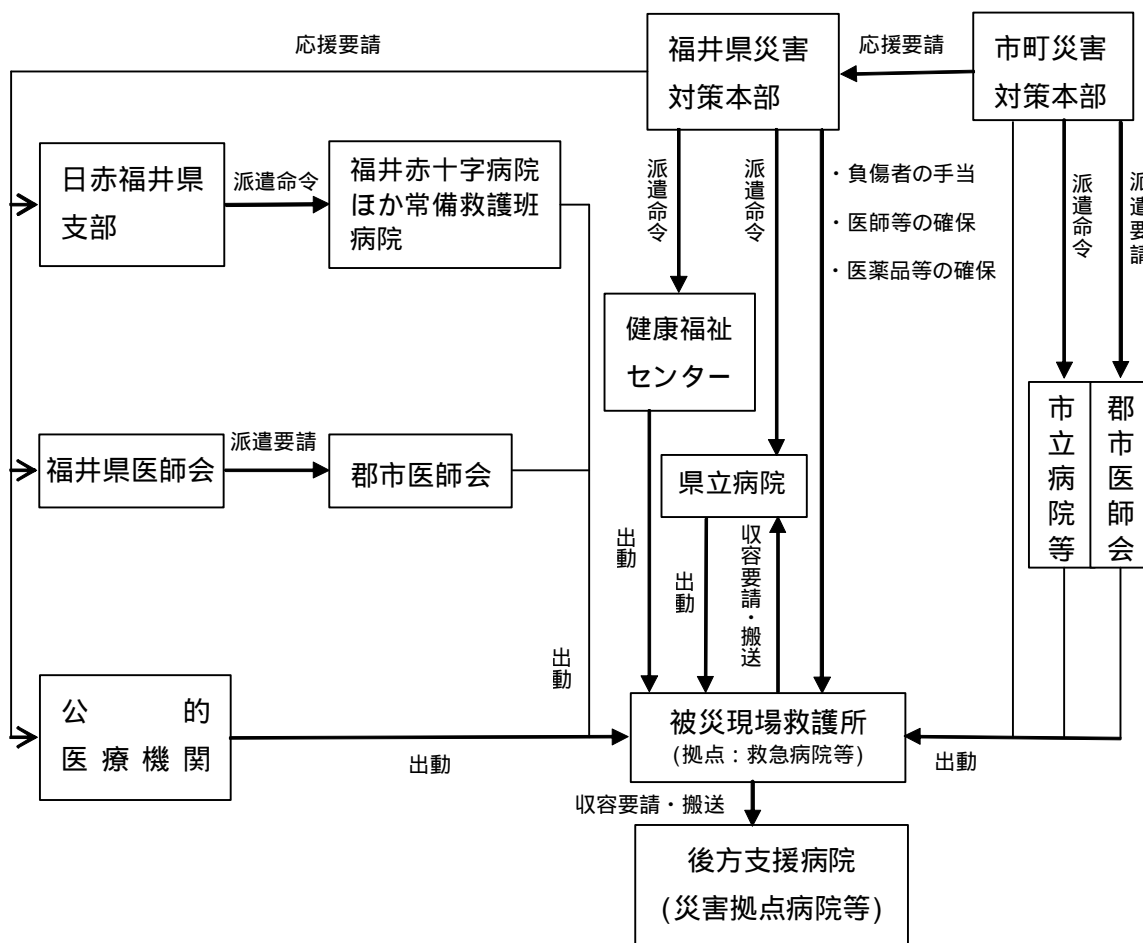 応援要請
福井県災害
対策本部
応援要請
市町災害
対策本部
日赤福井県
支部
派遣命令
福井赤十字病院
ほか常備救護班
病院
派遣命令
派遣命令
・負傷者の手当
・医師等の確保
・医薬品等の確保
派遣命令
派遣要請
健康福祉
センター
福井県医師会
派遣要請
郡市医師会
県立病院
市立病院等
郡市医師会
出動
出動
収容要請・搬送
出動
公的
医療機関
出動
被災現場救護所
(拠点：救急病院等)
出動
収容要請・搬送
後方支援病院
(災害拠点病院等)